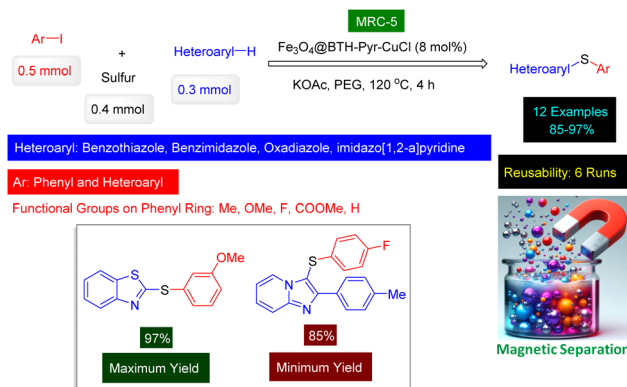 MRC-5
Ar—I
+
Heteroaryl—H
Fe₃O₄@BTH-Pyr-CuCl (8 mol%)
0.5 mmol
Sulfur
0.3 mmol
KOAc, PEG, 120 °C, 4 h
0.4 mmol
Heteroaryl S Ar
12 Examples
85-97%
Heteroaryl: Benzothiazole, Benzimidazole, Oxadiazole, imidazo[1,2-a]pyridine
Reusability: 6 Runs
Ar: Phenyl and Heteroaryl
Functional Groups on Phenyl Ring: Me, OMe, F, COOMe, H
S
N
S
OMe
97%
Maximum Yield
F
S
N
N
Me
85%
Minimum Yield
Magnetic Separation